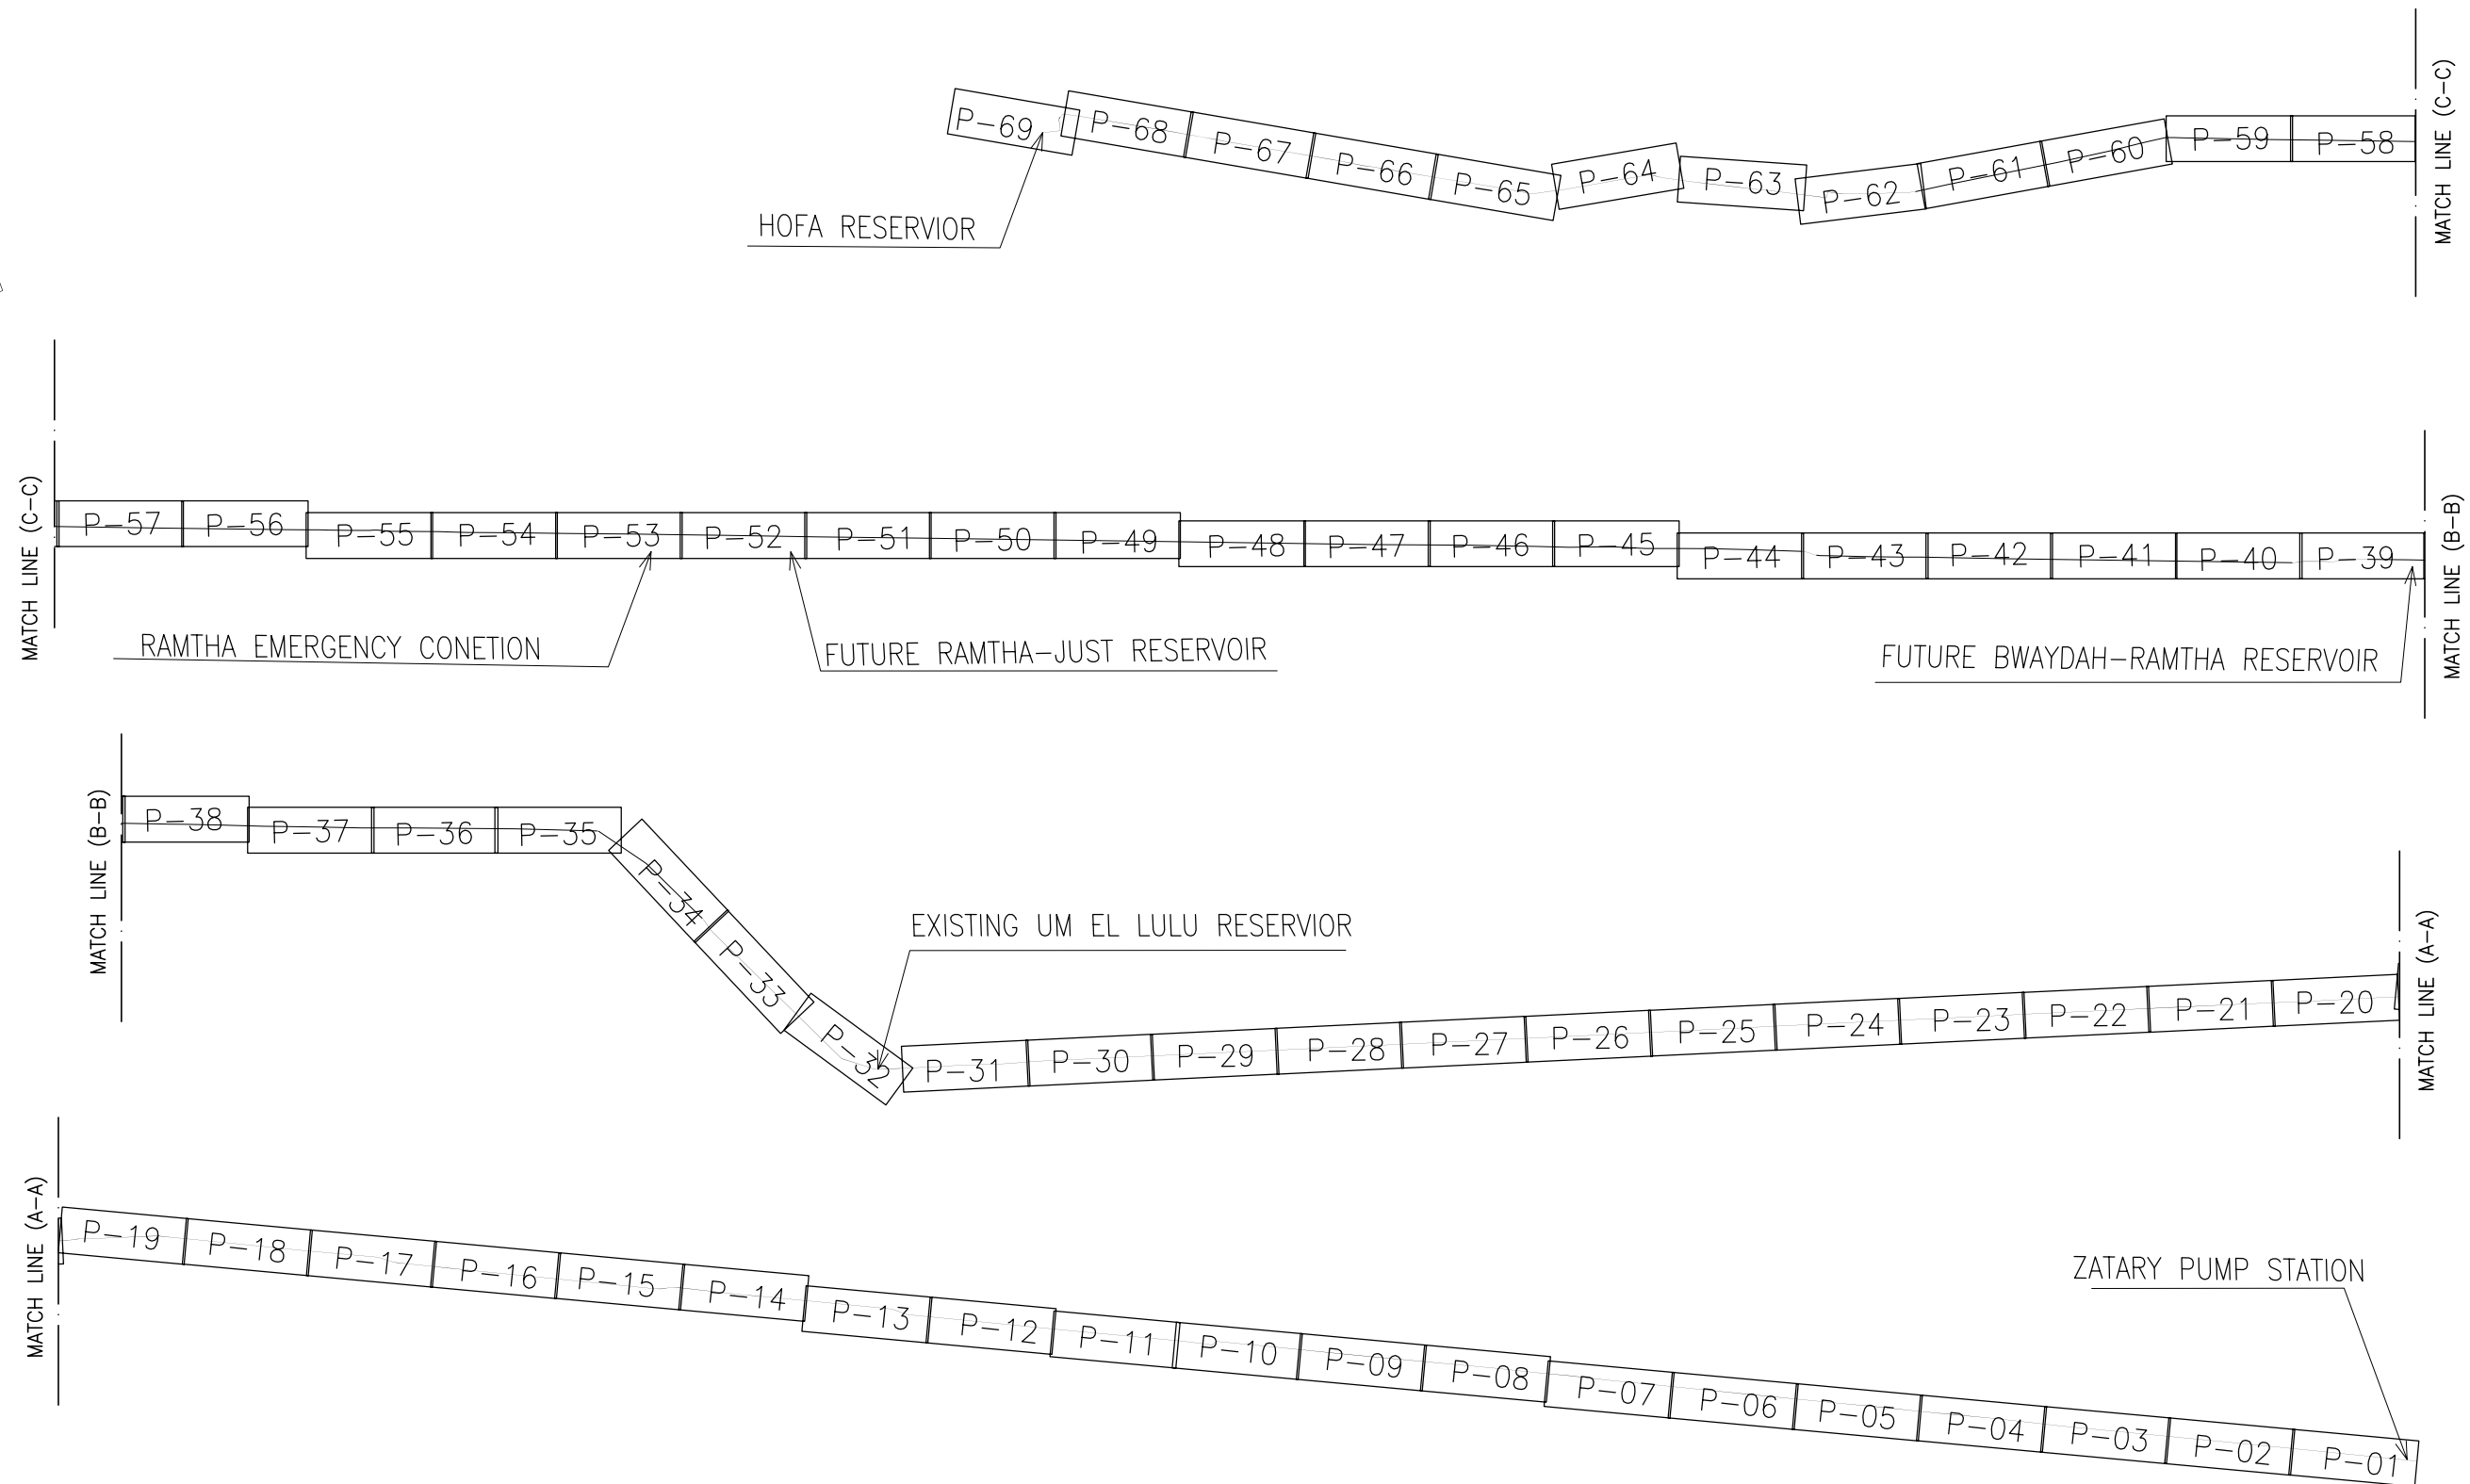 MATCH LINE (C-C)
P-69
P-68
P-67
P-66
P-65
P-64
P-63
P-62
P-61
P-60
P-59
P-58
HOFA RESERVIOR
MATCH LINE (C-C)
P-57
P-56
P-55
P-54
P-53
P-52
P-51
P-50
P-49
P-48
P-47
P-46
P-45
P-44
P-43
P-42
P-41
P-40
P-39
MATCH LINE (B-B)
RAMTHA EMERGENCY CONETION
FUTURE RAMTHA-JUST RESERVOIR
FUTURE BWAYDAH-RAMTHA RESERVOIR
MATCH LINE (B-B)
P-38
P-37
P-36
P-35
P-34
P-33
P-32
EXISTING UM EL LULU RESERVIOR
P-31
P-30
P-29
P-28
P-27
P-26
P-25
P-24
P-23
P-22
P-21
P-20
MATCH LINE (A-A)
MATCH LINE (A-A)
P-19
P-18
P-17
P-16
P-15
P-14
P-13
P-12
P-11
P-10
P-09
P-08
P-07
P-06
P-05
P-04
P-03
P-02
P-01
ZATARY PUMP STATION